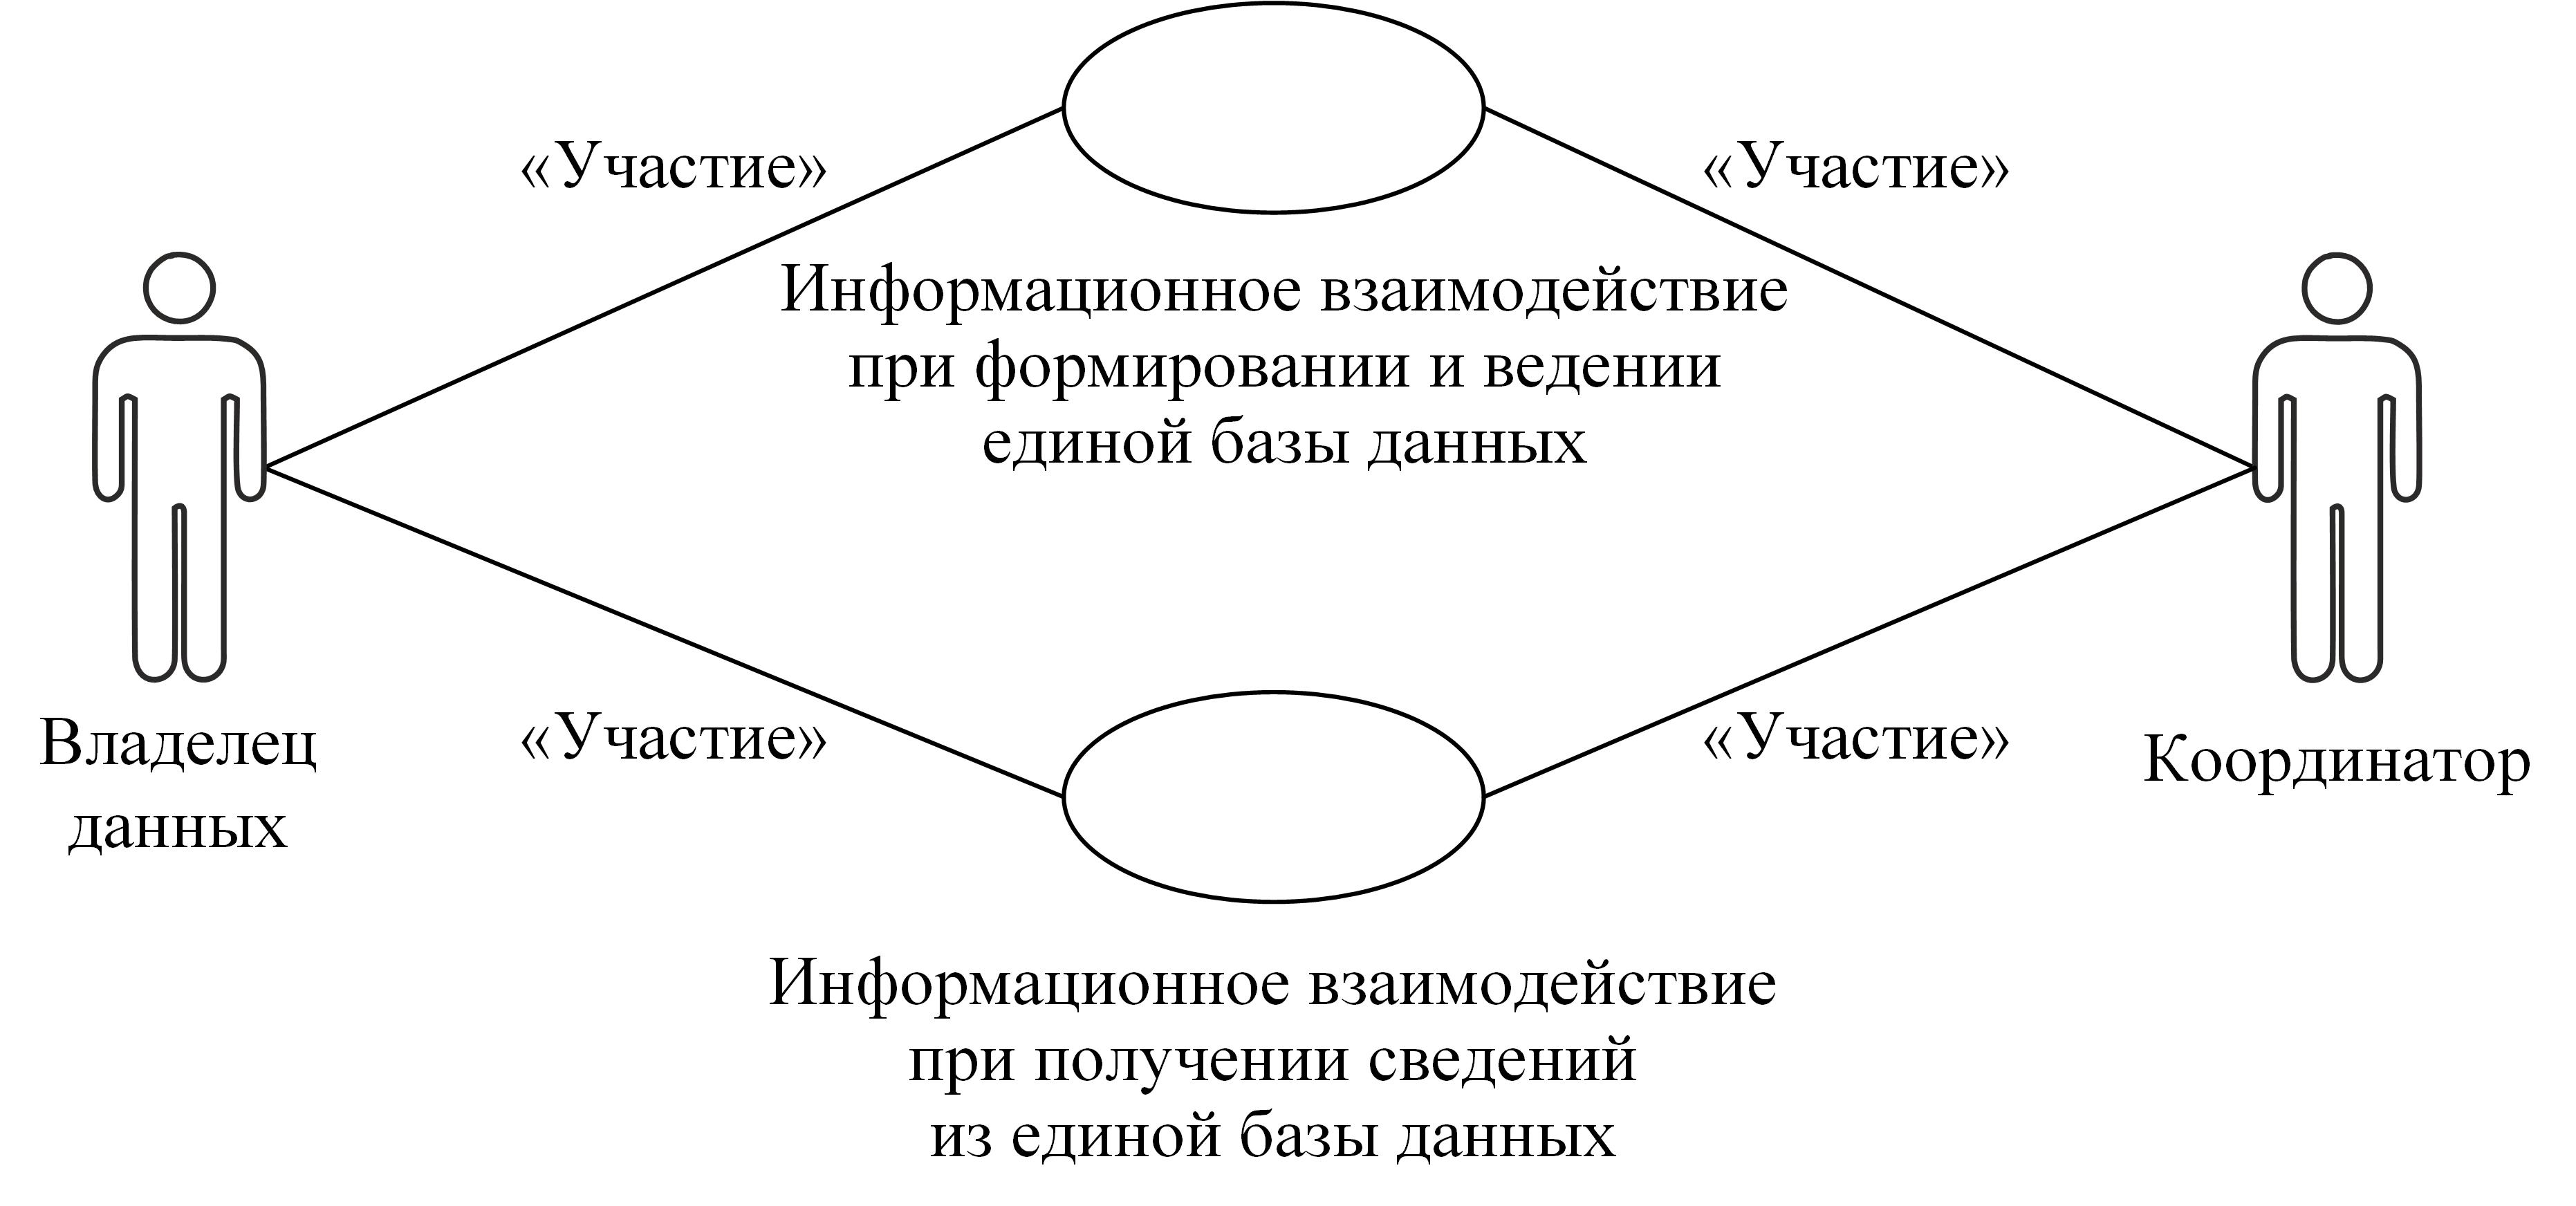 «Участие»
«Участие»
Информационное взаимодействие
при формировании и ведении
единой базы данных
Владелец
данных
«Участие»
«Участие»
Координатор
Информационное взаимодействие
при получении сведений
из единой базы данных